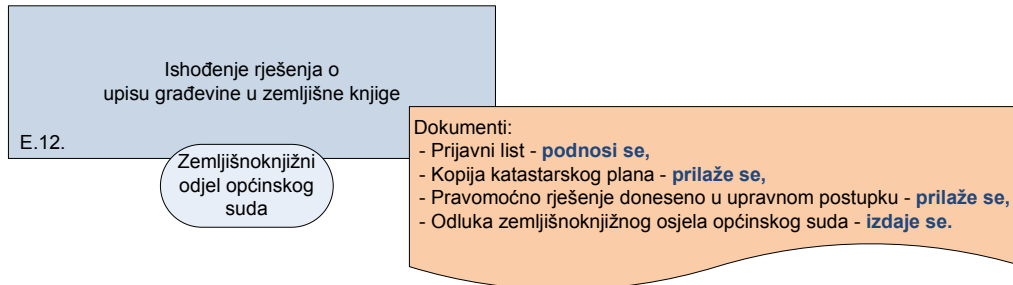 Ishođenje rješenja o
upisu građevine u zemljišne knjige
E.12.
Zemljišnoknjižni
odjel općinskog
suda
Dokumenti:
- Prijavni list - podnosi se,
- Kopija katastarskog plana - prilaže se,
- Pravomoćno rješenje doneseno u upravnom postupku - prilaže se,
- Odluka zemljišnoknjižnog osjela općinskog suda - izdaje se.